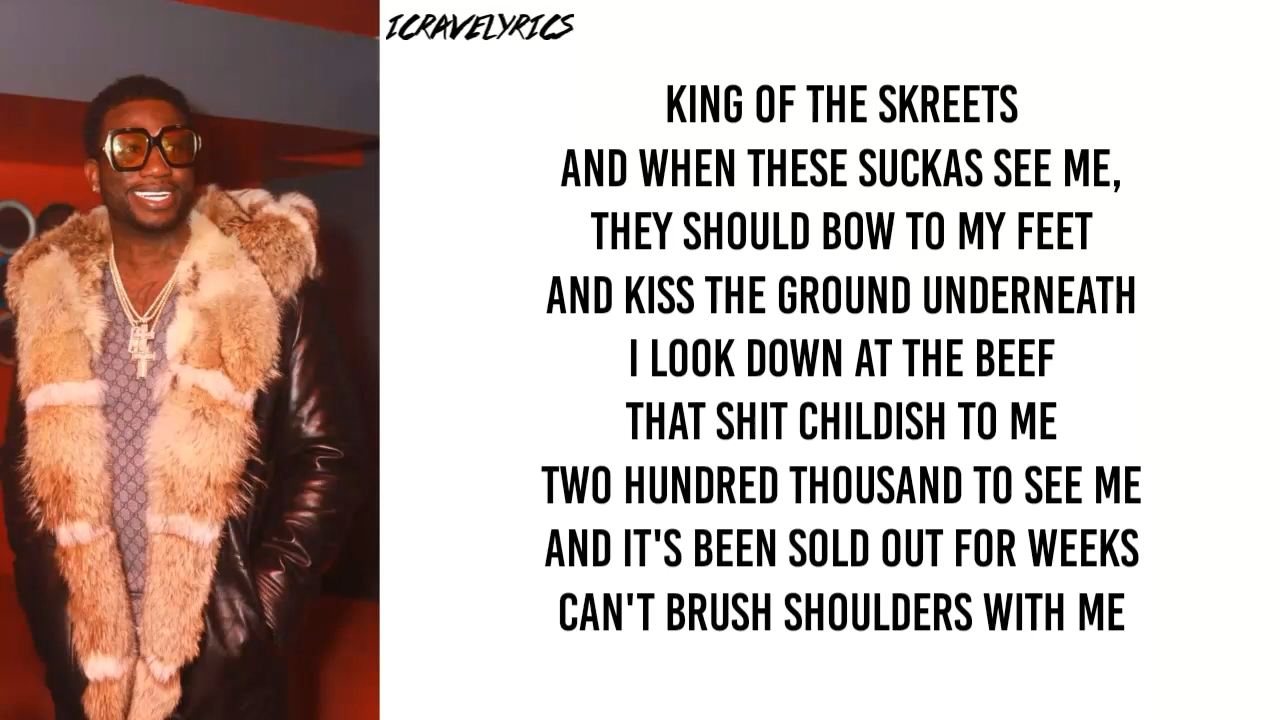 ICRAVELYRICS
KING OF THE SKREETS
AND WHEN THESE SUCKAS SEE ME,
THEY SHOULD BOW TO MY FEET
AND KISS THE GROUND UNDERNEATH
I LOOK DOWN AT THE BEEF
THAT SHIT CHILDISH TO ME
TWO HUNDRED THOUSAND TO SEE ME
AND IT'S BEEN SOLD OUT FOR WEEKS
CAN'T BRUSH SHOULDERS WITH ME